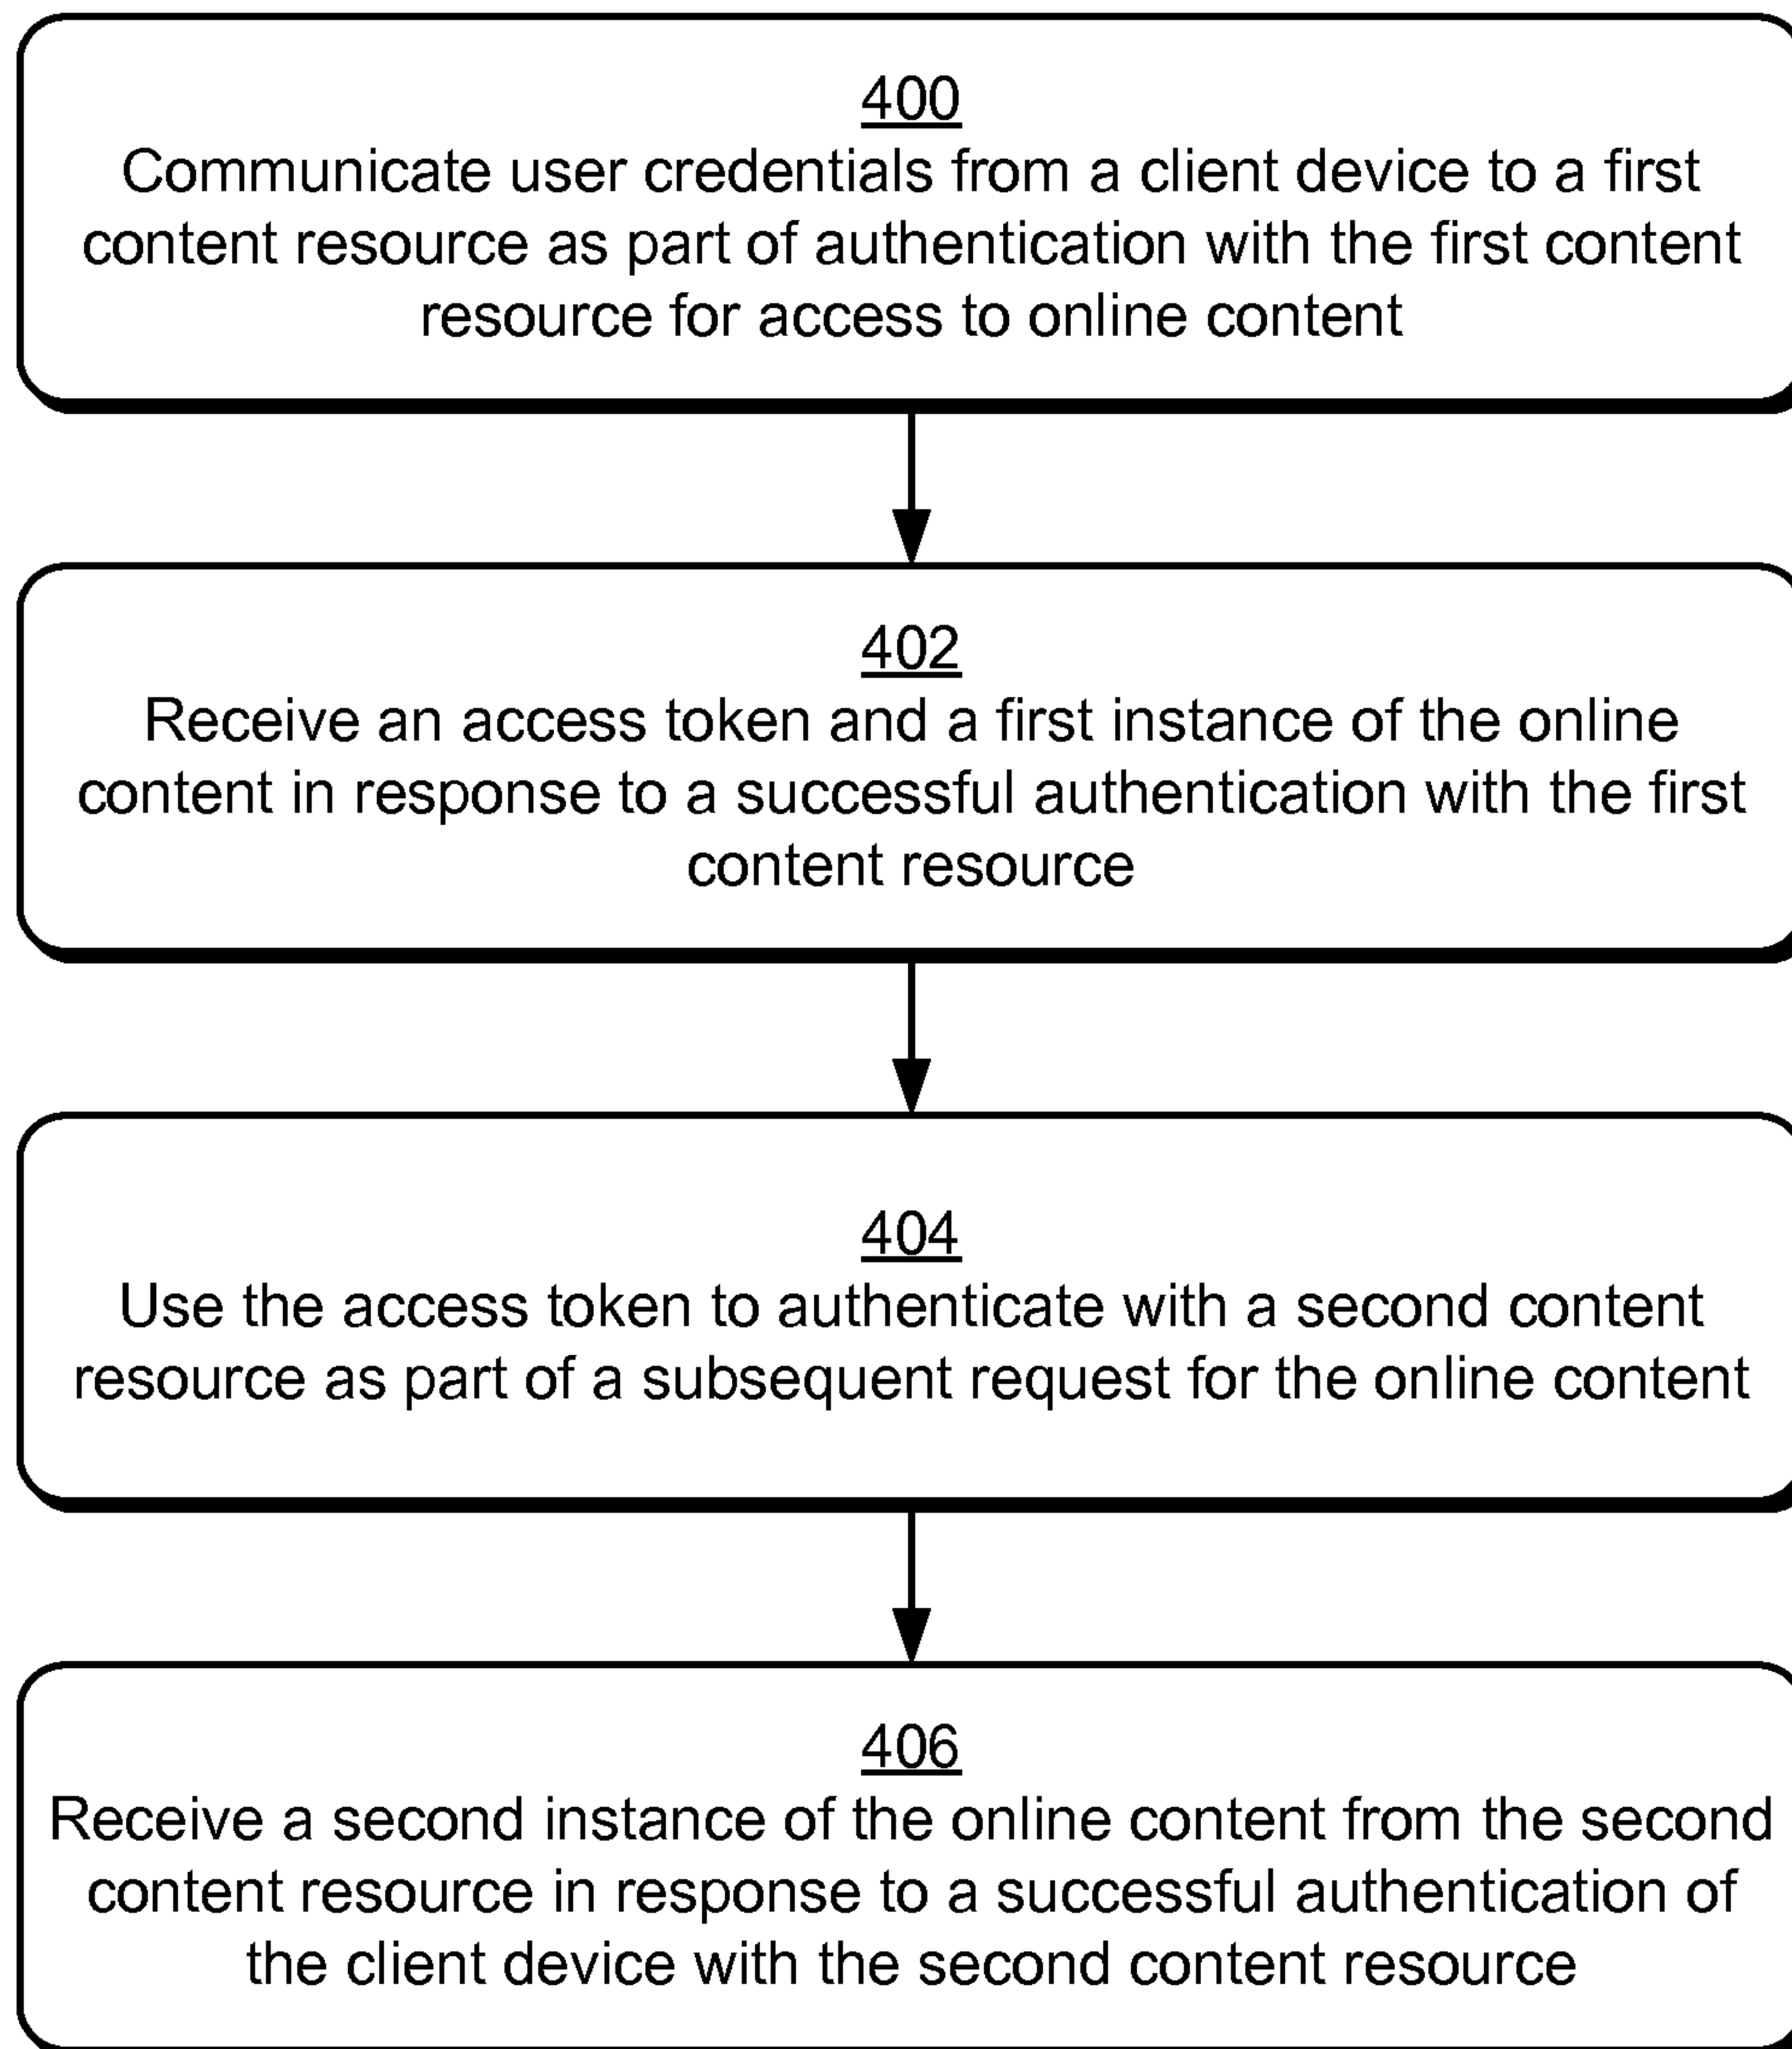 400
Communicate user credentials from a client device to a first
content resource as part of authentication with the first content
resource for access to online content
402
Receive an access token and a first instance of the online
content in response to a successful authentication with the first
content resource
404
Use the access token to authenticate with a second content
resource as part of a subsequent request for the online content
406
Receive a second instance of the online content from the second
content resource in response to a successful authentication of
the client device with the second content resource